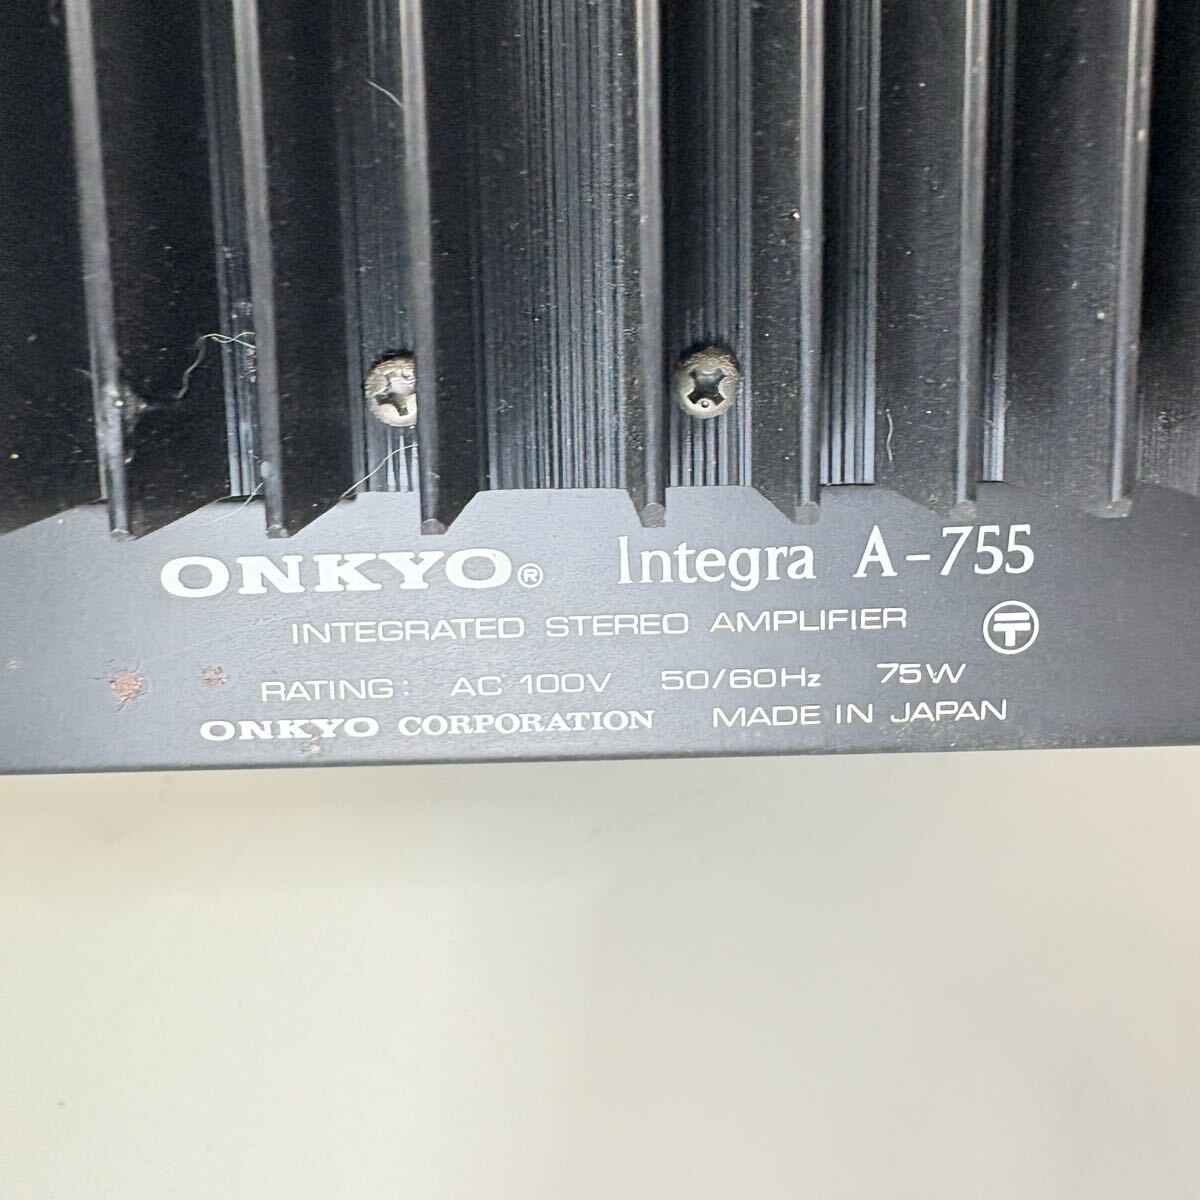 ONKYO® Integra A-755
INTEGRATED STEREO AMPLIFIER
RATING: AC 100V 50/60Hz 75W
ONKYO CORPORATION MADE IN JAPAN